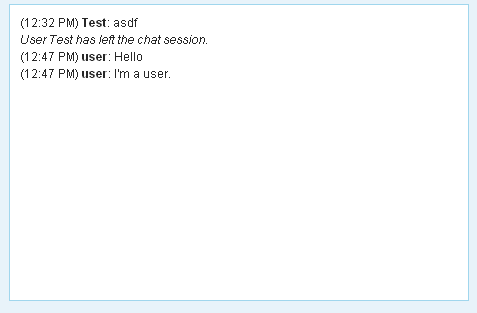 (12:32 PM) Test: asdf
User Test has left the chat session.
(12:47 PM) user: Hello
(12:47 PM) user: I'm a user.